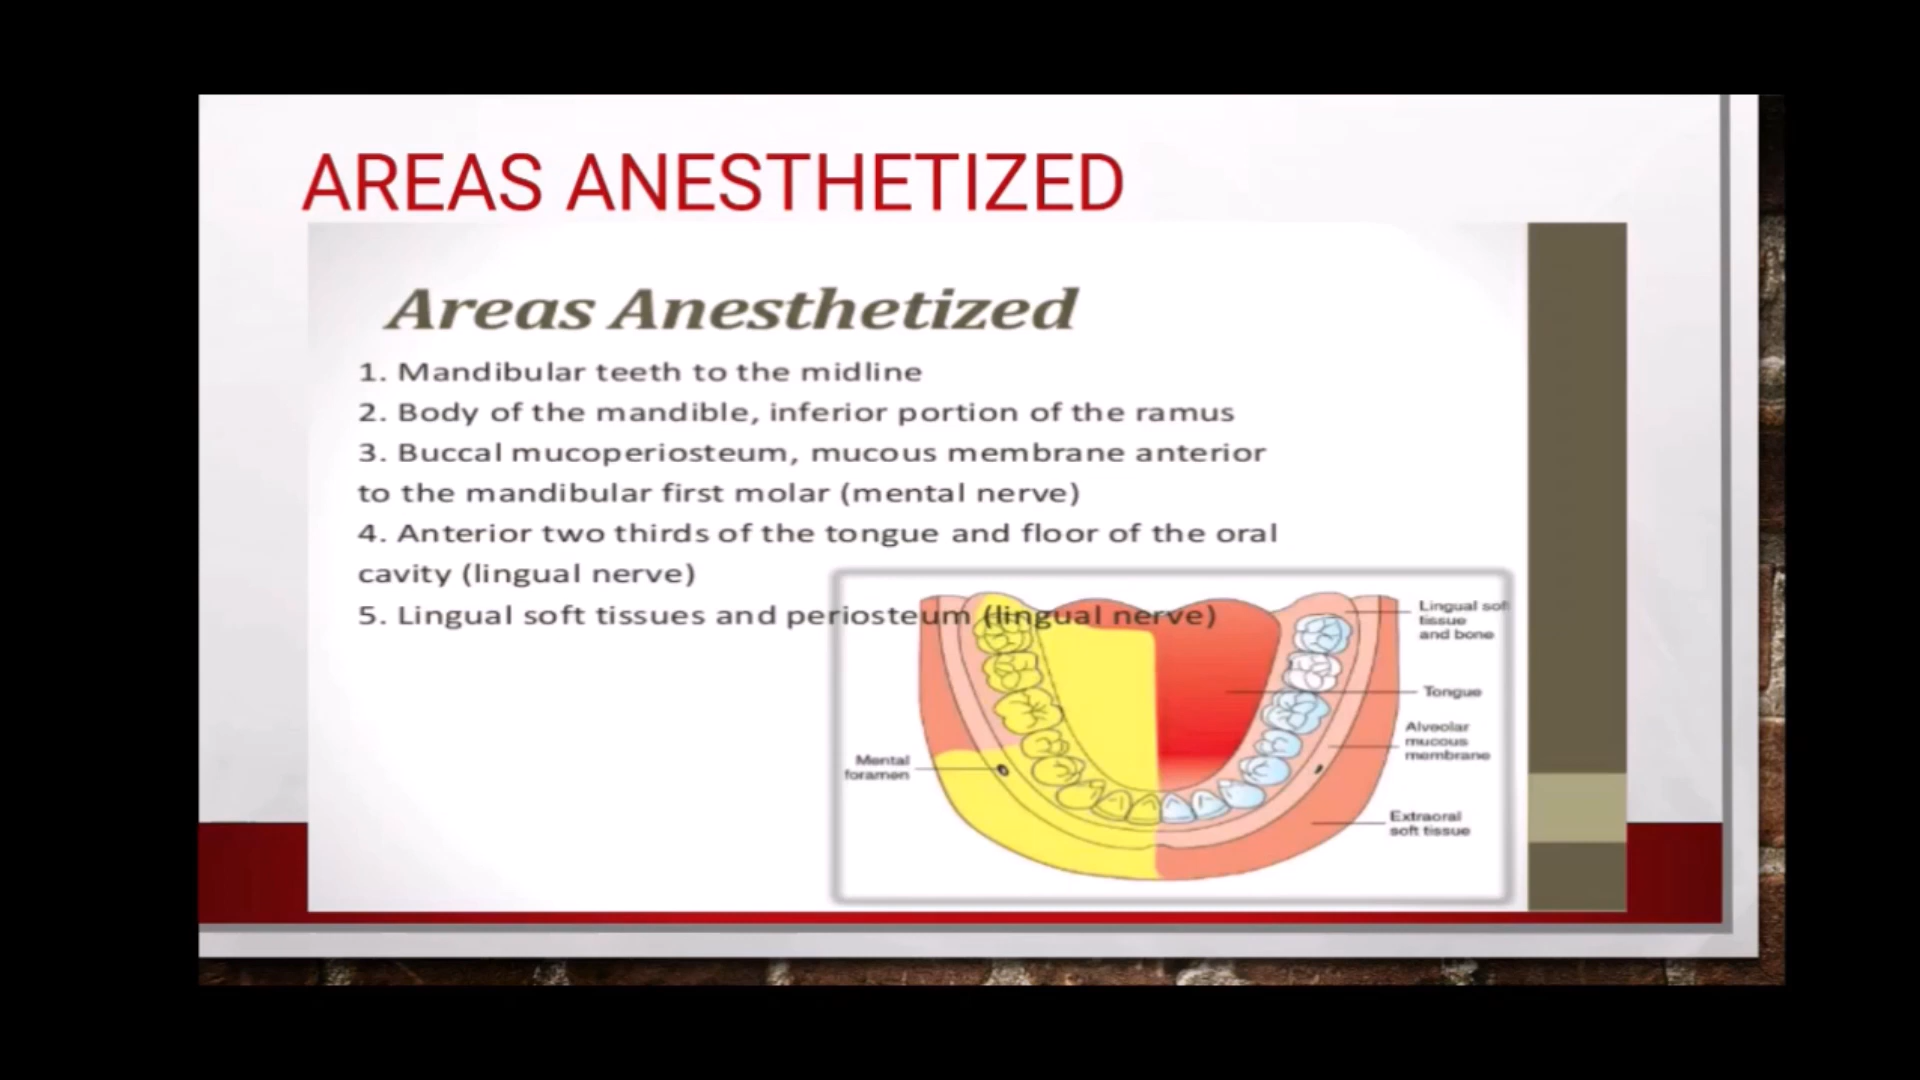 AREAS ANESTHETIZED
Areas Anesthetized
1. Mandibular teeth to the midline
2. Body of the mandible, inferior portion of the ramus
3. Buccal mucoperiosteum, mucous membrane anterior
to the mandibular first molar (mental nerve)
4. Anterior two thirds of the tongue and floor of the oral
cavity (lingual nerve)
5. Lingual soft tissues and periosteum (lingual nerve)
Lingual sof
tissue
and bone
Tongue
Alveolar
mucous
membrane
Mental
foramen
Extraoral
soft tissue